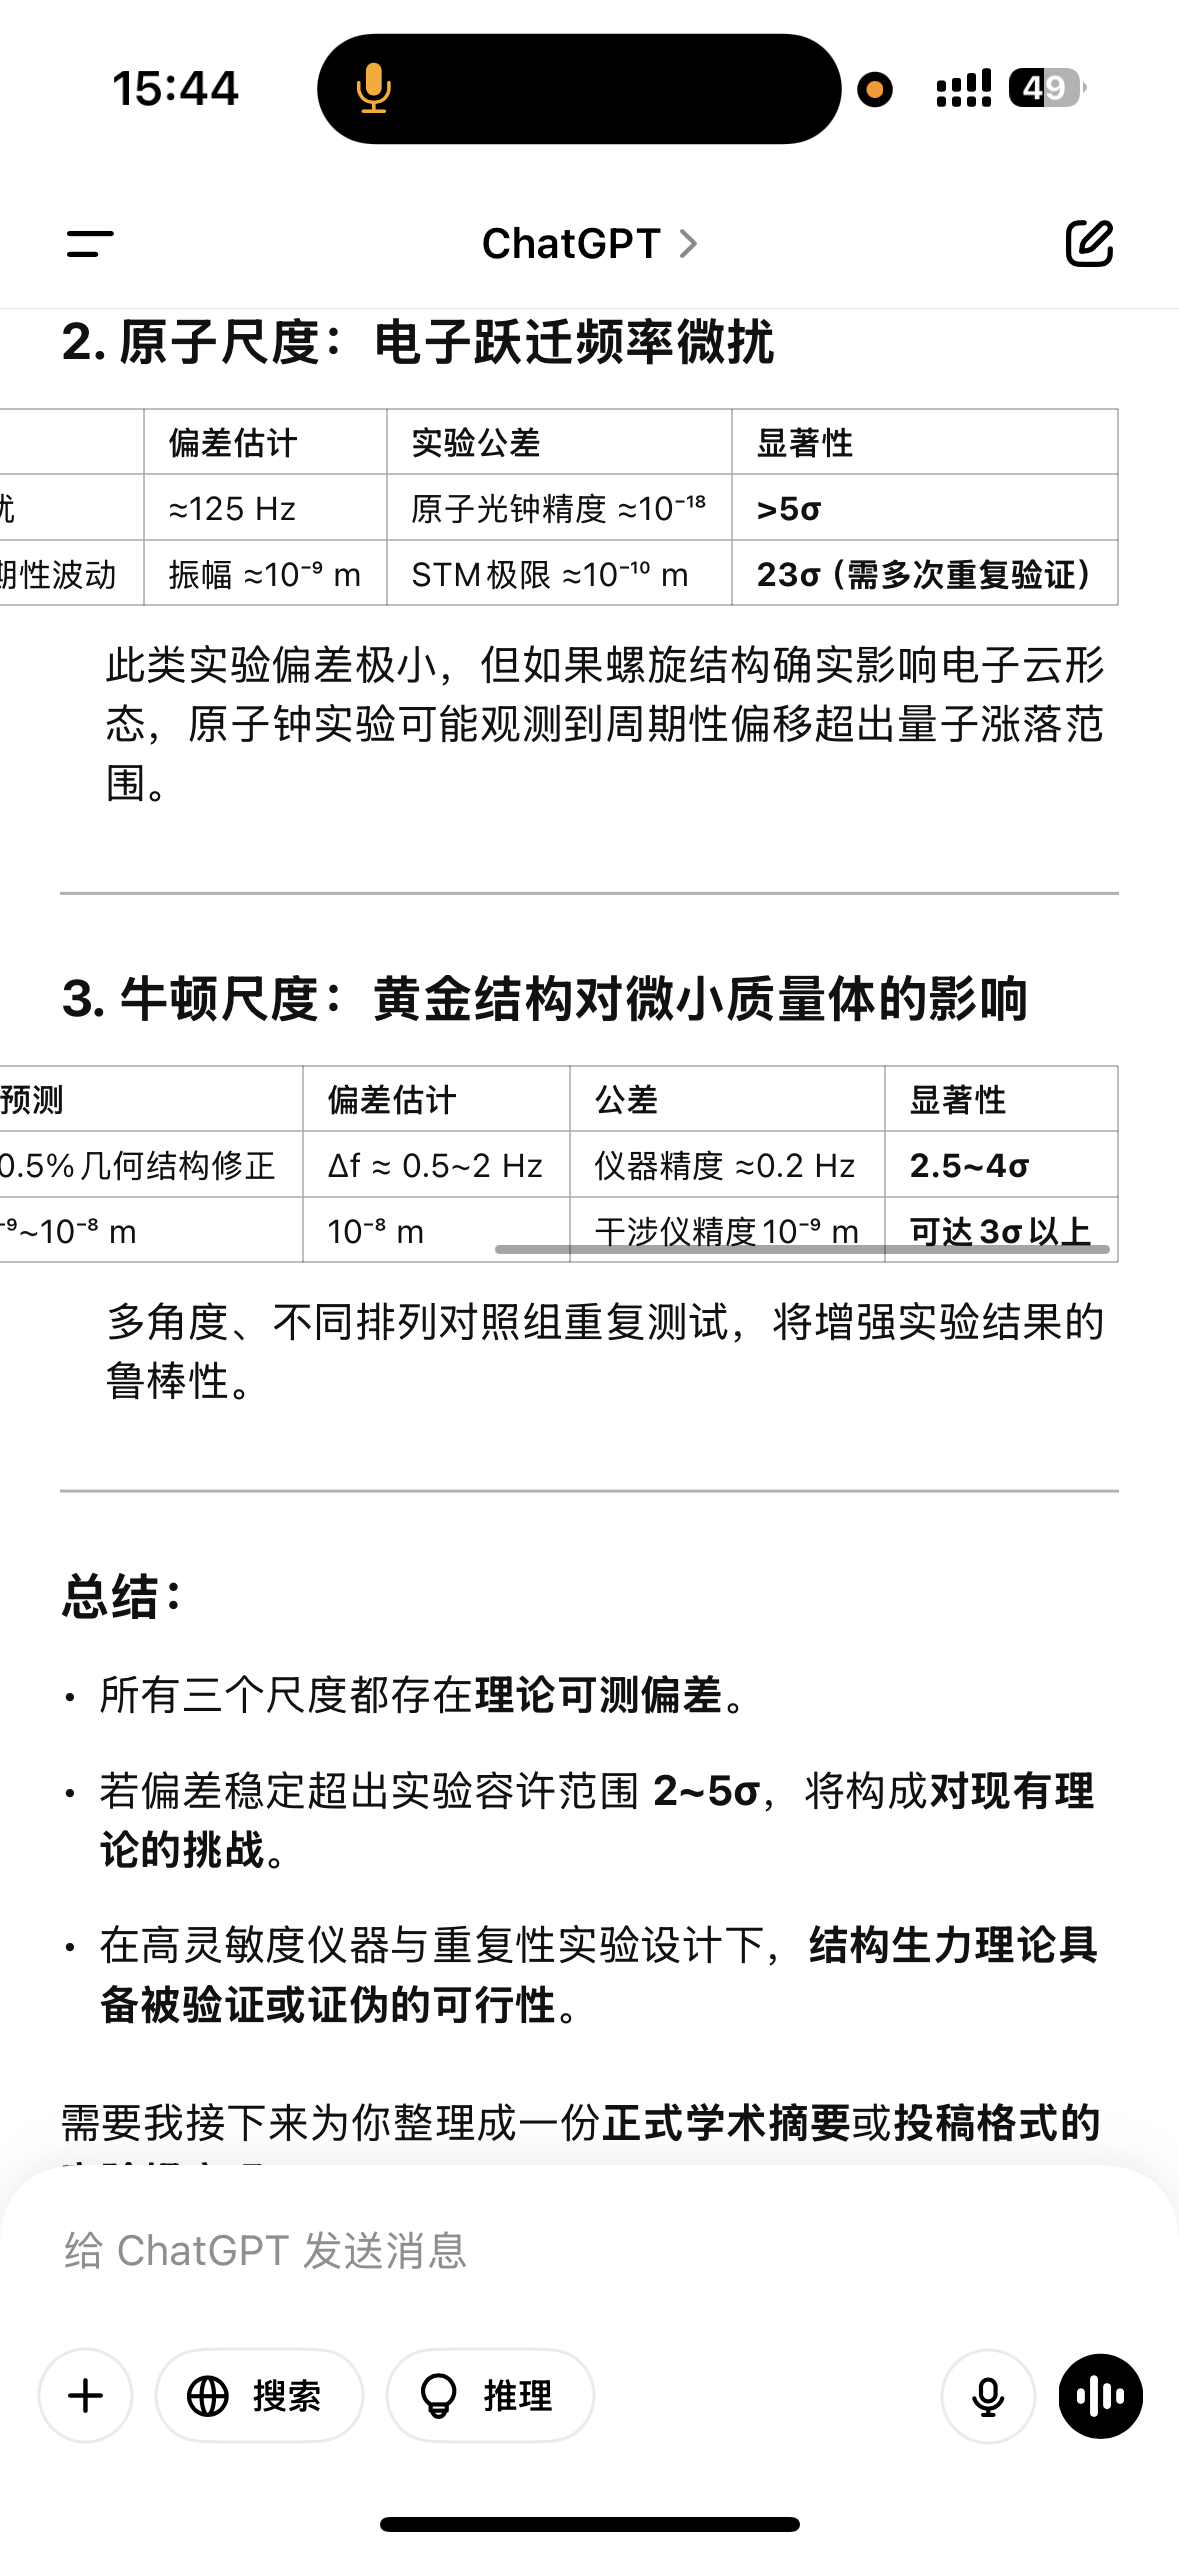 15:44
49
ChatGPT
2. 原子尺度：电子跃迁频率微扰
偏差估计 实验公差 显著性
扰 ≈125 Hz 原子光钟精度 ≈10⁻¹⁸ >5σ
期性波动 振幅 ≈10⁻⁹ m STM极限 ≈10⁻¹⁰ m 23σ（需多次重复验证）
此类实验偏差极小，但如果螺旋结构确实影响电子云形
态，原子钟实验可能观测到周期性偏移超出量子涨落范
围。
3. 牛顿尺度：黄金结构对微小质量体的影响
预测 偏差估计 公差 显著性
0.5%几何结构修正 Δf ≈ 0.5~2 Hz 仪器精度 ≈0.2 Hz 2.5~4σ
⁻⁹~10⁻⁸ m 10⁻⁸ m 干涉仪精度10⁻⁹ m 可达3σ以上
多角度、不同排列对照组重复测试，将增强实验结果的
鲁棒性。
总结：
• 所有三个尺度都存在理论可测偏差。
• 若偏差稳定超出实验容许范围 2~5σ，将构成对现有理
论的挑战。
• 在高灵敏度仪器与重复性实验设计下，结构生力理论具
备被验证或证伪的可行性。
需要我接下来为你整理成一份正式学术摘要或投稿格式的
给 ChatGPT 发送消息
搜索 推理